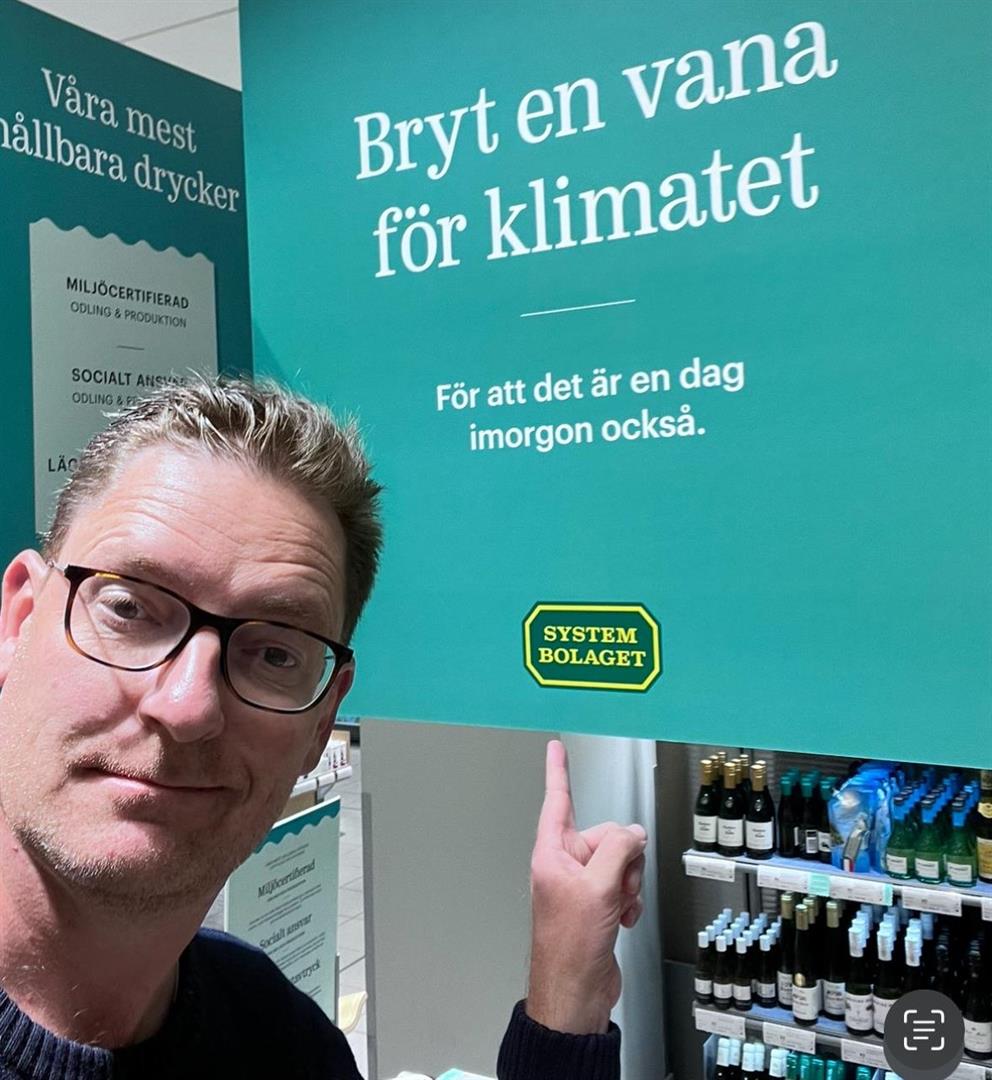 Våra mest
hållbara drycker
MILJÖCERTIFIERAD
ODLING & PRODUKTION
SOCIALT ANSVAR
ODLING &
Bryt en vana
för klimatet
För att det är en dag
imorgon också.
SYSTEM
BOLAGET
Miljöcertifierad
Socialt ansvar